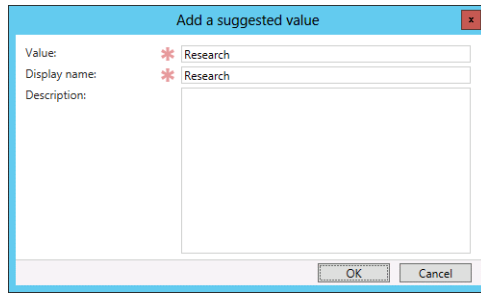 Add a suggested value
x
Value: * Research
Display name: * Research
Description:
OK Cancel